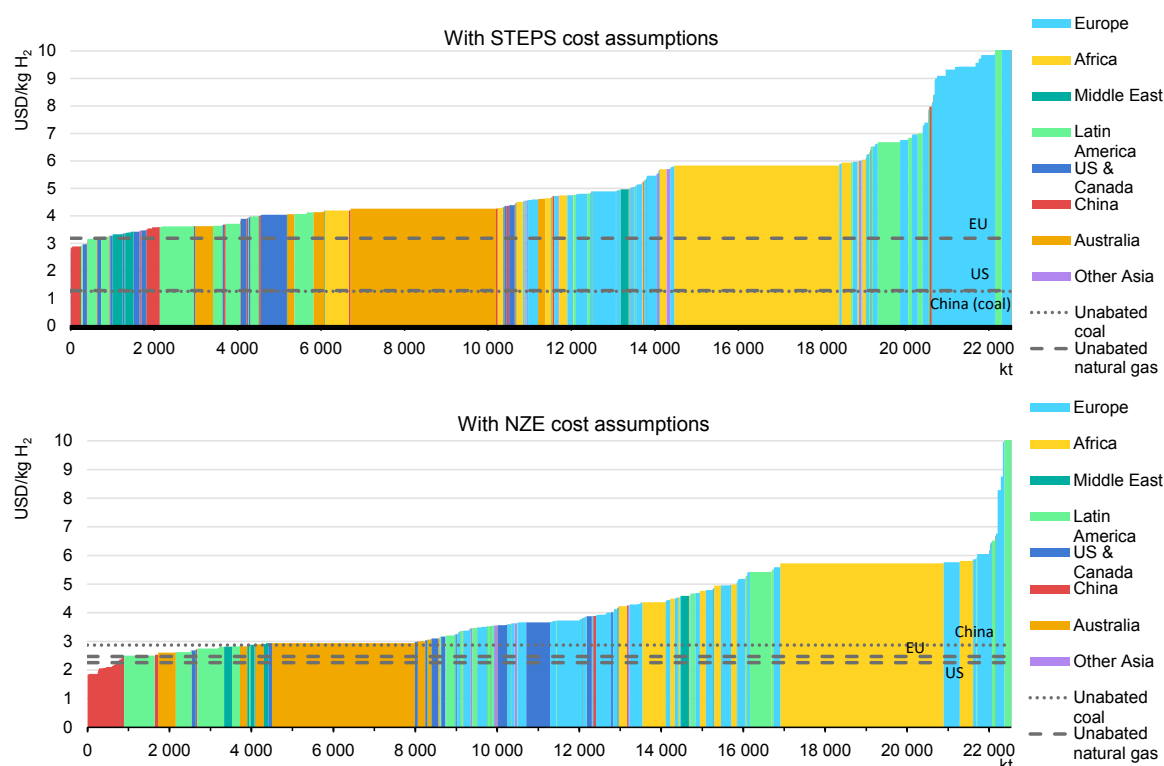 With STEPS cost assumptions
USD/kg H2
10
9
8
7
6
5
4
3
2
1
0
EU
US
China (coal)
0
2 000
4 000
6 000
8 000
10 000
12 000
14 000
16 000
18 000
20 000
22 000
kt
Europe
Africa
Middle East
Latin
America
US &
Canada
China
Australia
Other Asia
Unabated
coal
Unabated
natural gas
With NZE cost assumptions
USD/kg H2
10
9
8
7
6
5
4
3
2
1
0
China
EU
US
0
2 000
4 000
6 000
8 000
10 000
12 000
14 000
16 000
18 000
20 000
22 000
kt
Europe
Africa
Middle East
Latin
America
US &
Canada
China
Australia
Other Asia
Unabated
coal
Unabated
natural gas